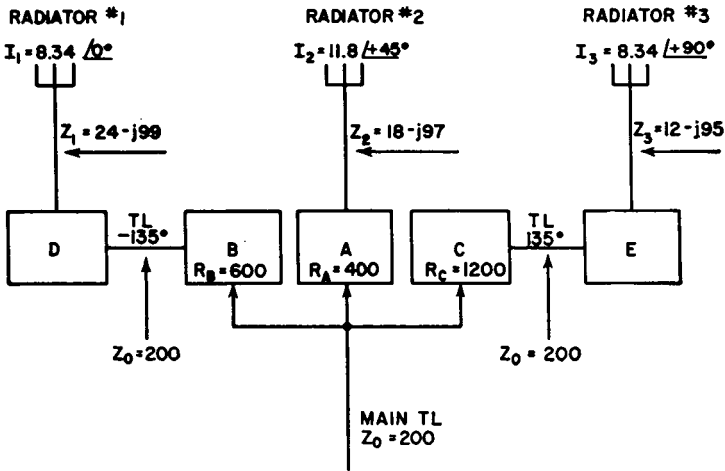 RADIATOR #1
RADIATOR #2
RADIATOR #3
I1=8.34 /0°
I2=11.8 /+45°
I3=8.34 /+90°
Z1=24-j99
Z2=18-j97
Z3=12-j95
D
TL
-135°
B
RB=600
A
RA=400
C
RC=1200
TL
135°
E
Z0=200
Z0=200
MAIN TL
Z0=200